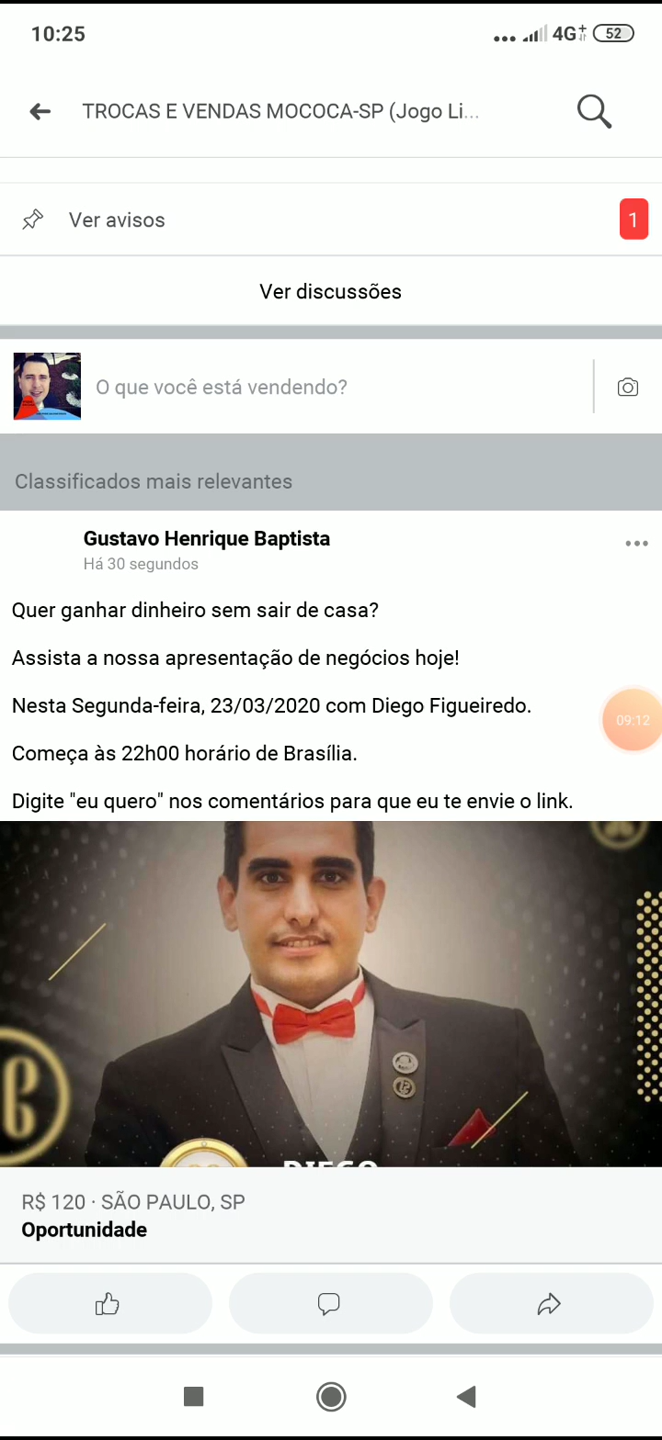 10:25
4G+
52
TROCAS E VENDAS MOCOCA-SP (Jogo Li...
Ver avisos
1
Ver discussões
O que você está vendendo?
Classificados mais relevantes
Gustavo Henrique Baptista
Há 30 segundos
Quer ganhar dinheiro sem sair de casa?
Assista a nossa apresentação de negócios hoje!
Nesta Segunda-feira, 23/03/2020 com Diego Figueiredo.
09:12
Começa às 22h00 horário de Brasília.
Digite "eu quero" nos comentários para que eu te envie o link.
DIEGO
R$ 120 · SÃO PAULO, SP
Oportunidade